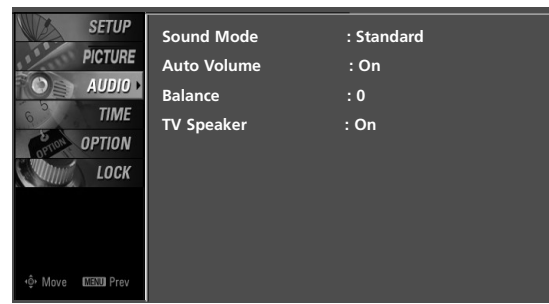 SETUP
PICTURE
AUDIO
TIME
OPTION
LOCK
Move MENU Prev
Sound Mode : Standard
Auto Volume : On
Balance : 0
TV Speaker : On